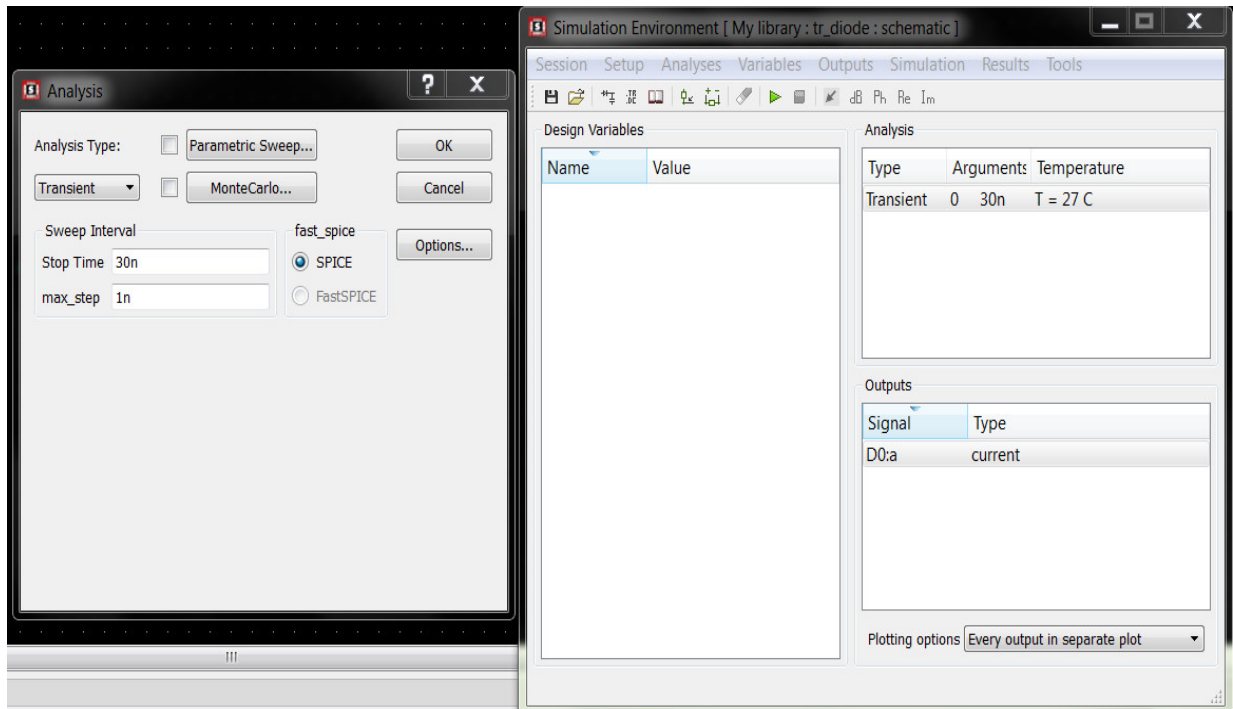 Analysis
? X
Analysis Type: Parametric Sweep... OK
Transient MonteCarlo... Cancel
Sweep Interval fast_spice Options...
Stop Time 30n SPICE
max_step 1n FastSPICE
Simulation Environment [ My library : tr_diode : schematic ]
X
Session Setup Analyses Variables Outputs Simulation Results Tools
dB Ph Re Im
Design Variables
Name Value
Analysis
Type Arguments Temperature
Transient 0 30n T = 27 C
Outputs
Signal Type
D0:a current
Plotting options Every output in separate plot